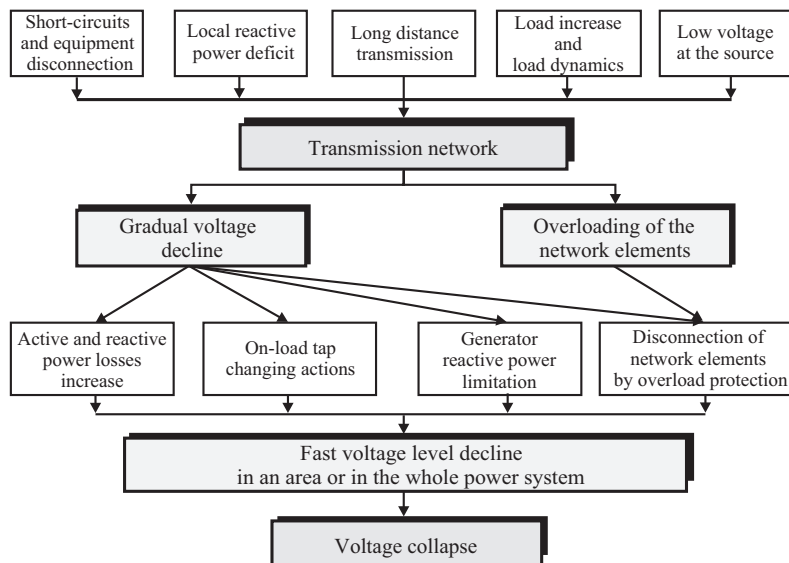 Short-circuits
and equipment
disconnection
Local reactive
power deficit
Long distance
transmission
Load increase
and
load dynamics
Low voltage
at the source
Transmission network
Gradual voltage
decline
Overloading of the
network elements
Active and reactive
power losses
increase
On-load tap
changing actions
Generator
reactive power
limitation
Disconnection of
network elements
by overload protection
Fast voltage level decline
in an area or in the whole power system
Voltage collapse